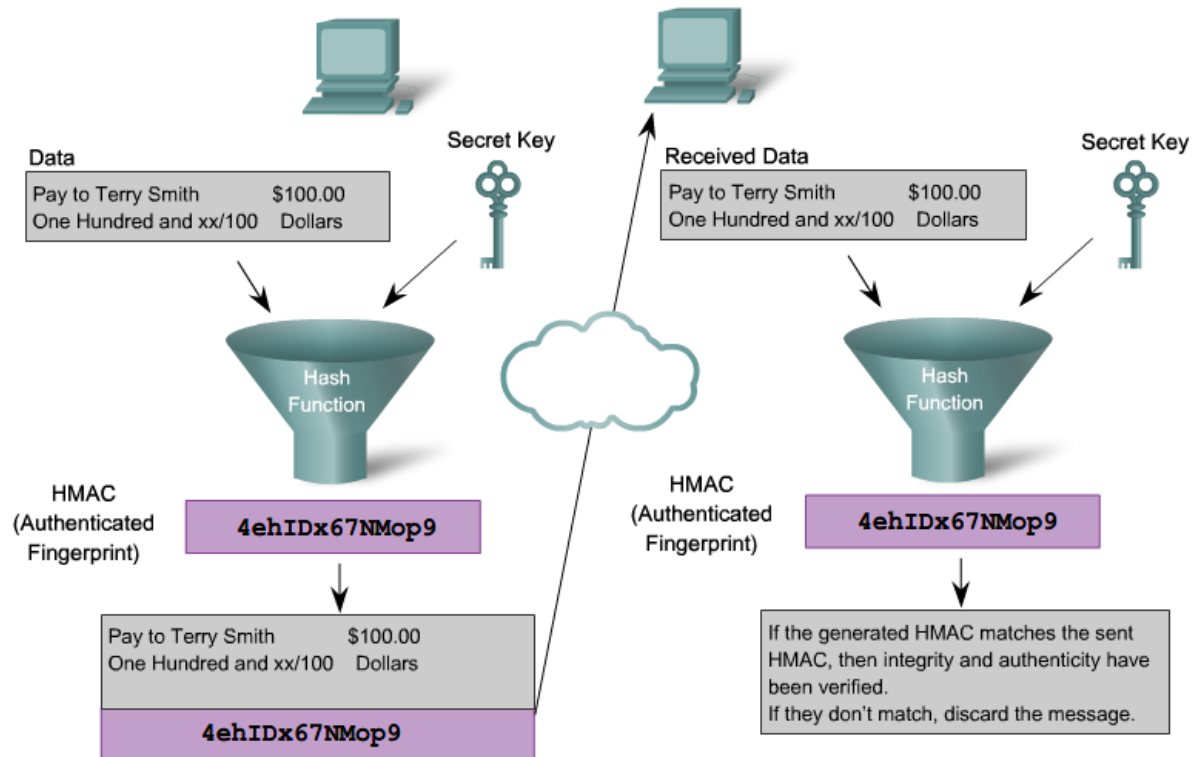 Data
Secret Key
Pay to Terry Smith $100.00
One Hundred and xx/100 Dollars
Hash
Function
HMAC
(Authenticated
Fingerprint)
4ehIDx67NMop9
Pay to Terry Smith $100.00
One Hundred and xx/100 Dollars
4ehIDx67NMop9
Received Data
Secret Key
Pay to Terry Smith $100.00
One Hundred and xx/100 Dollars
Hash
Function
HMAC
(Authenticated
Fingerprint)
4ehIDx67NMop9
If the generated HMAC matches the sent
HMAC, then integrity and authenticity have
been verified.
If they don't match, discard the message.